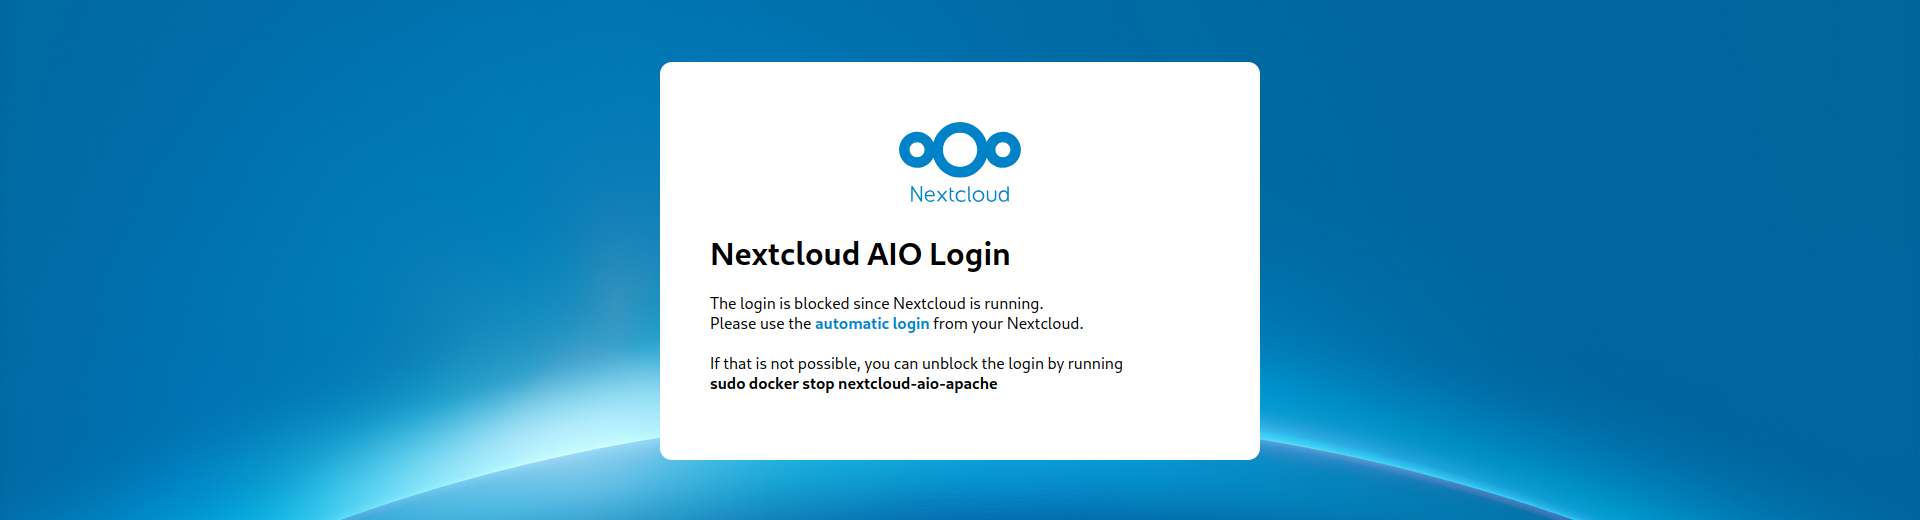 Nextcloud
Nextcloud AIO Login
The login is blocked since Nextcloud is running.
Please use the automatic login from your Nextcloud.
If that is not possible, you can unblock the login by running
sudo docker stop nextcloud-aio-apache